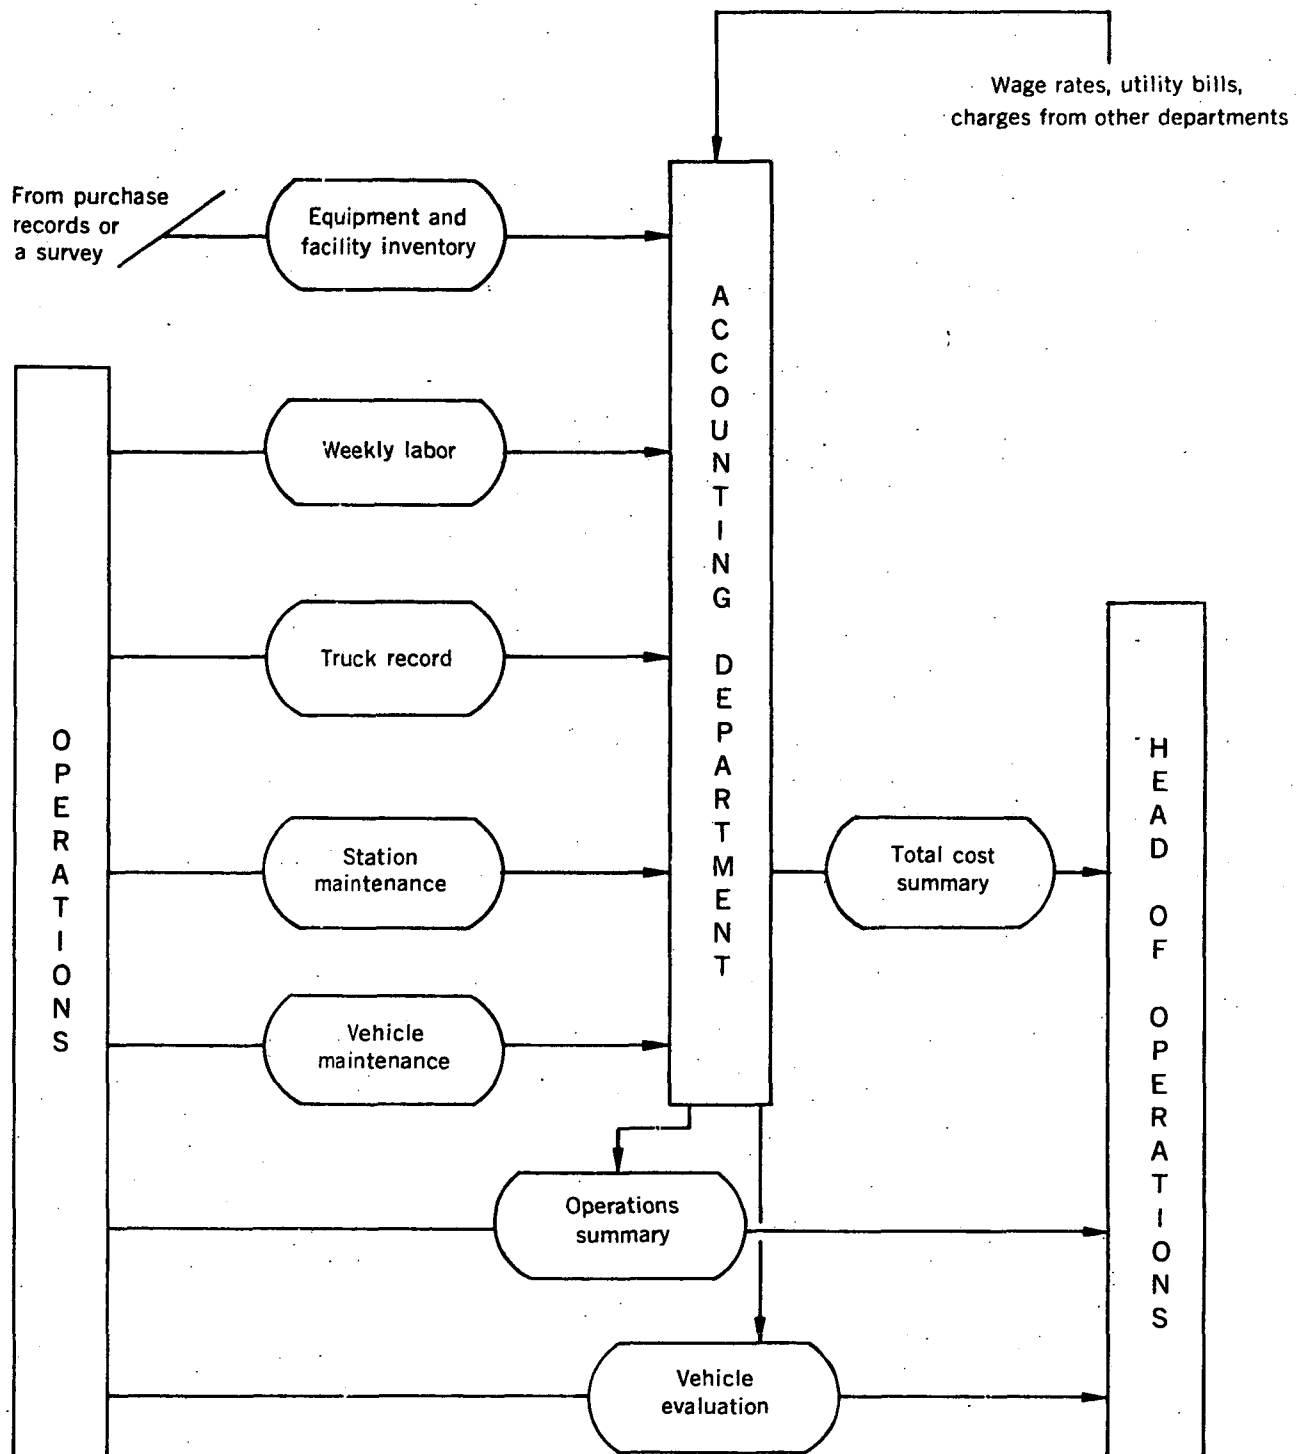 Wage rates, utility bills,
charges from other departments
From purchase
records or
a survey
Equipment and
facility inventory
ACCOUNTING DEPARTMENT
Weekly labor
Truck record
OPERATIONS
HEAD OF OPERATIONS
Station
maintenance
Total cost
summary
Vehicle
maintenance
Operations
summary
Vehicle
evaluation